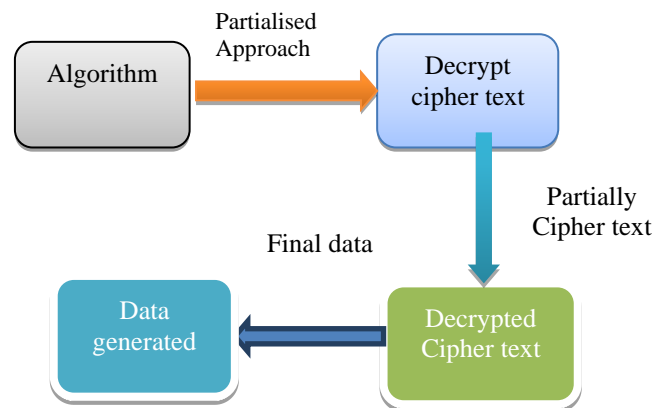 Partialised
Approach
Algorithm
Decrypt
cipher text
Partially
Cipher text
Final data
Data
generated
Decrypted
Cipher text